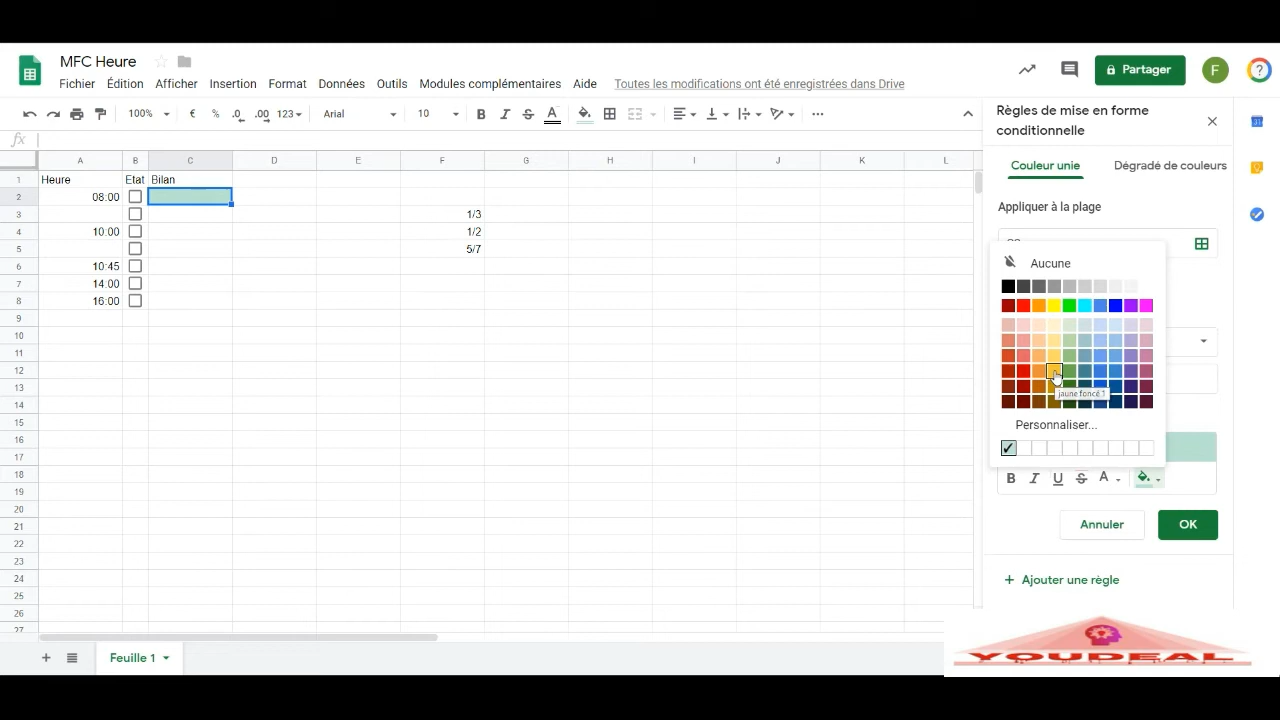 MFC Heure
Fichier Édition Afficher Insertion Format Données Outils Modules complémentaires Aide Toutes les modifications ont été enregistrées dans Drive
Partager
F
?
100% € % .0 .00 123 Arial 10 B I S A
fx
A B C D E F G H I J K L
1 Heure Etat Bilan
2 08:00
3 1/3
4 10:00 1/2
5 5/7
6 10:45
7 14:00
8 16:00
9
10
11
12
13
14
15
16
17
18
19
20
21
22
23
24
25
26
27
Feuille 1
Règles de mise en forme
conditionnelle
Couleur unie Dégradé de couleurs
Appliquer à la plage
Aucune
jaune foncé 1
Personnaliser...
B I U S A
Annuler OK
+ Ajouter une règle
YOUDEAL